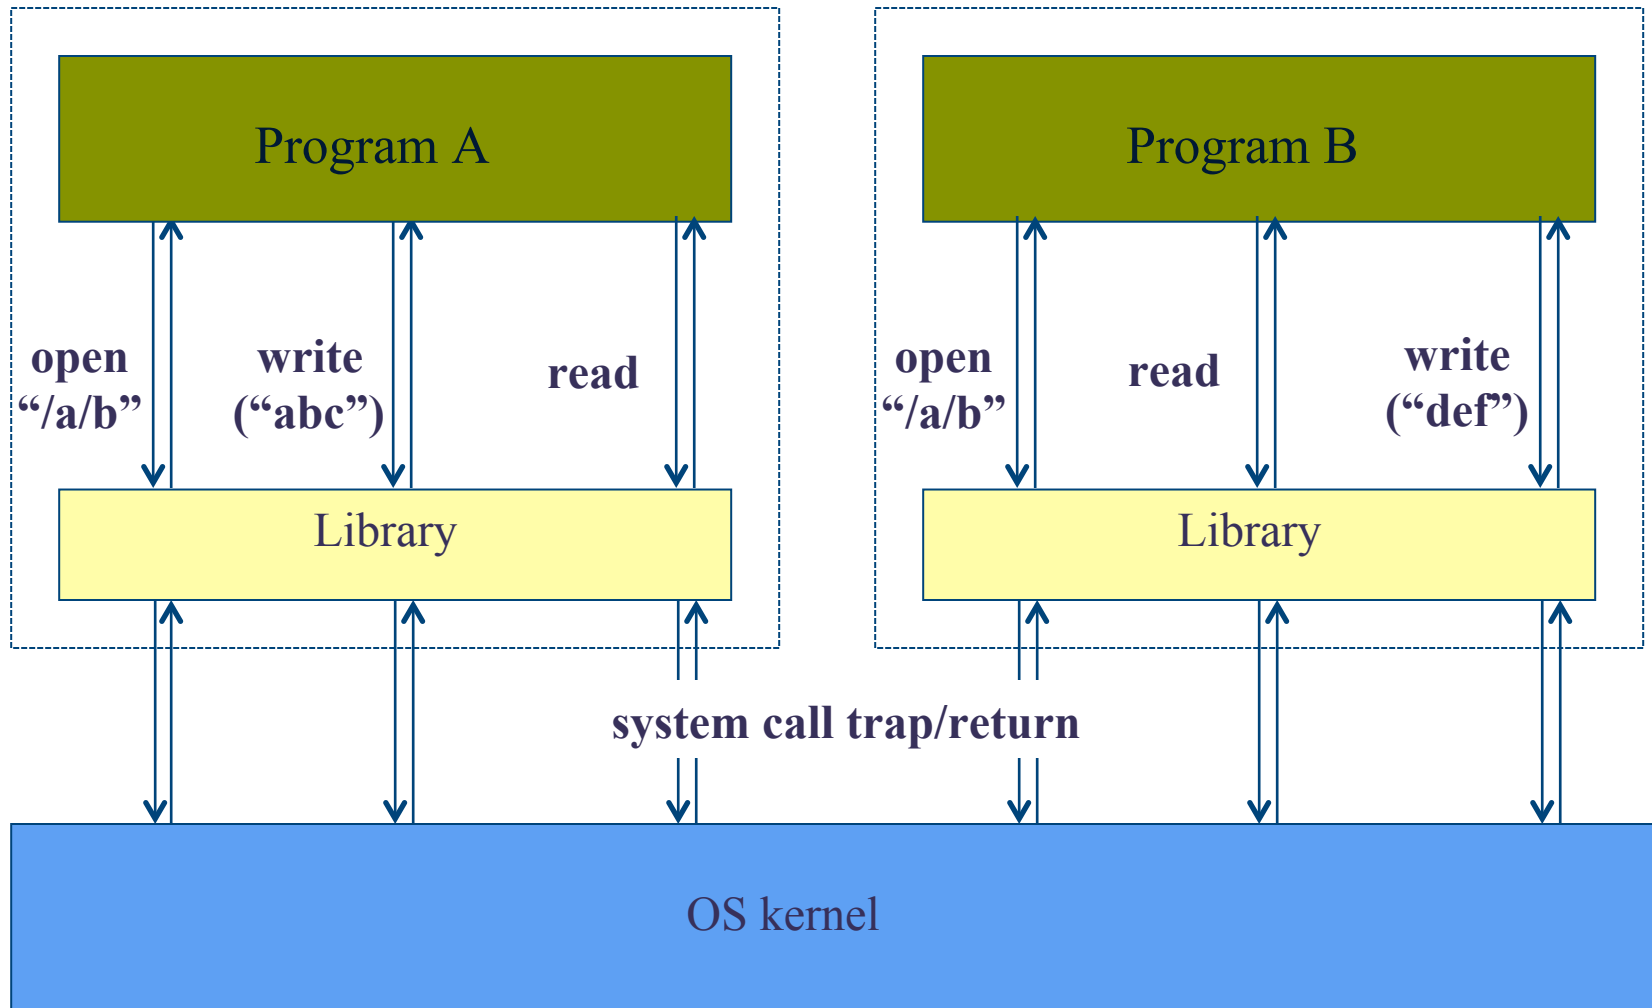 Program A
Program B
open
“/a/b”
write
(“abc”)
read
open
“/a/b”
read
write
(“def”)
Library
Library
system call trap/return
OS kernel